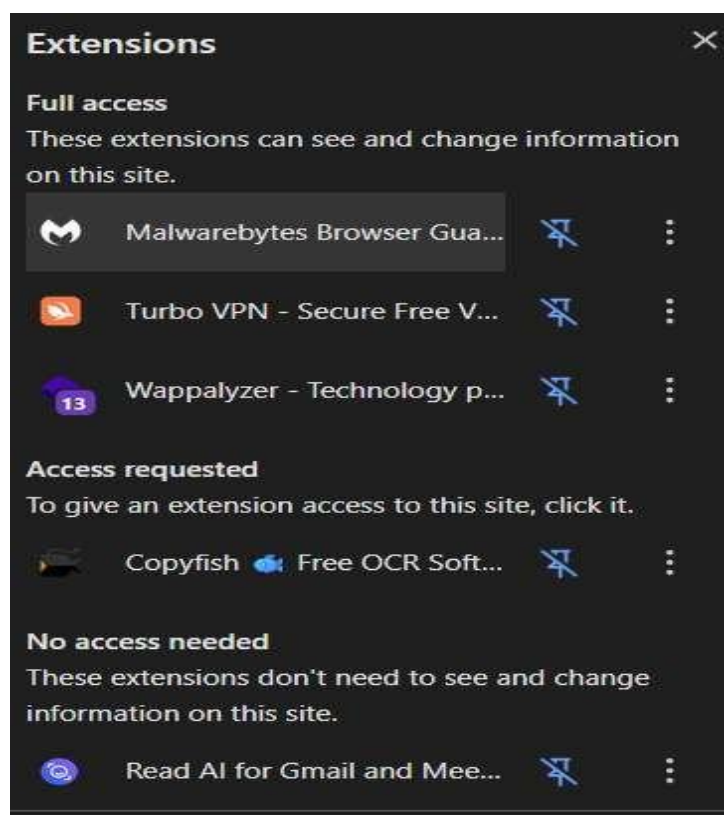 Extensions
Full access
These extensions can see and change information
on this site.
Malwarebytes Browser Gua...
Turbo VPN - Secure Free V...
13
Wappalyzer - Technology p...
Access requested
To give an extension access to this site, click it.
Copyfish 🐟 Free OCR Soft...
No access needed
These extensions don't need to see and change
information on this site.
Read AI for Gmail and Mee...